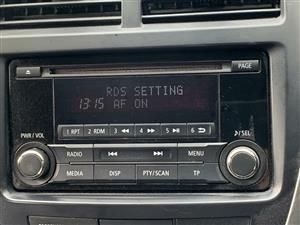 PAGE
RDS SETTING
13:15 AF ON
1 RPT 2 RDM 3 ◄◄ 4 ►► 5 ►II 6 ⮌
PWR / VOL
♪/SEL
RADIO I◄◄ ►►I MENU
MEDIA DISP PTY/SCAN TP